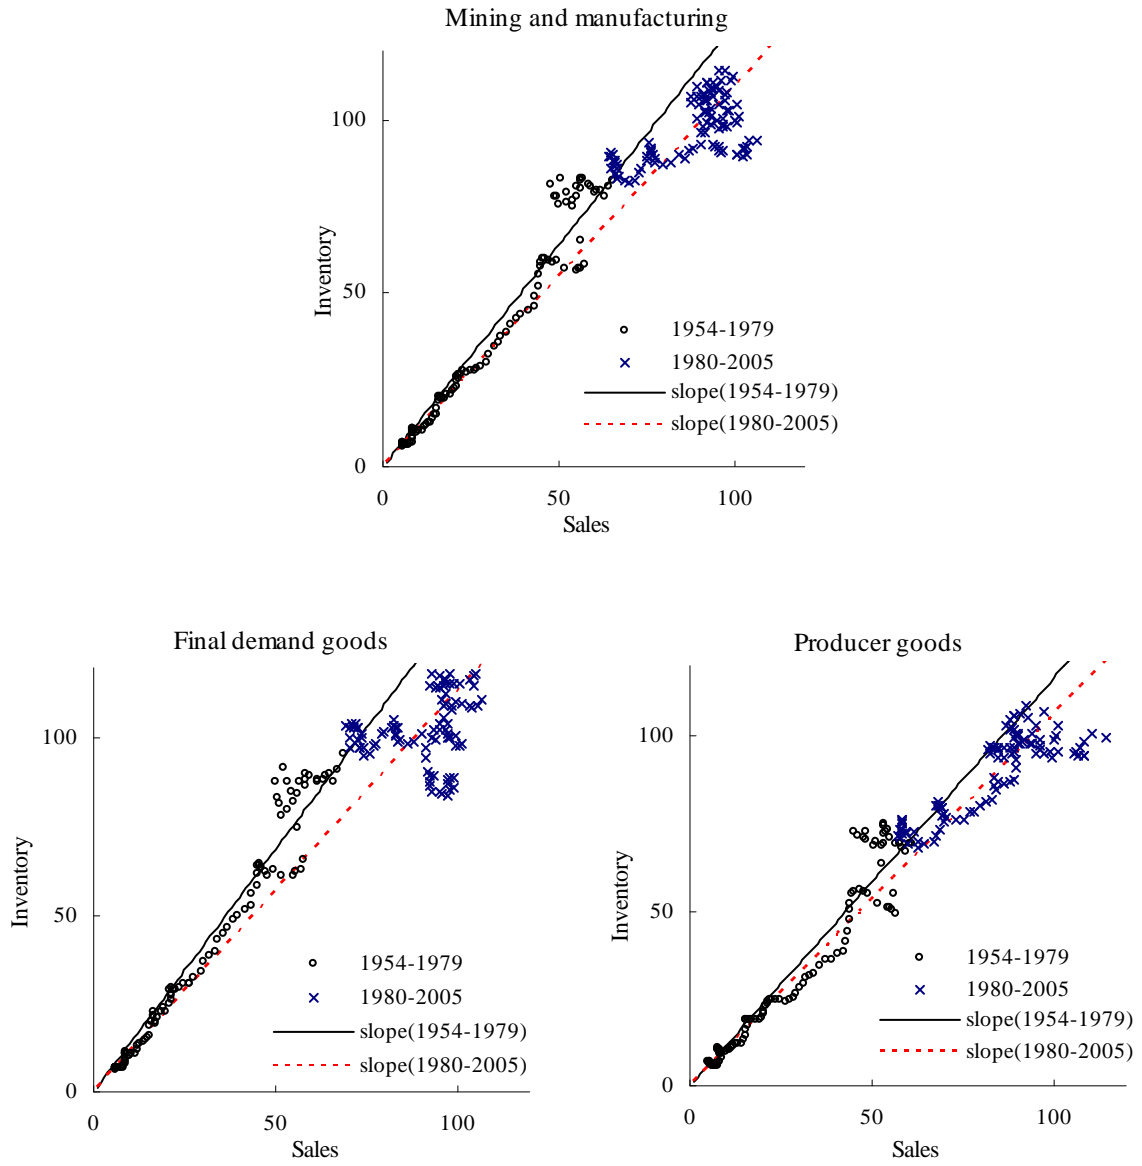 Mining and manufacturing
100
50
0
Inventory
1954-1979
1980-2005
slope(1954-1979)
slope(1980-2005)
0 50 100
Sales
Final demand goods
100
50
0
Inventory
1954-1979
1980-2005
slope(1954-1979)
slope(1980-2005)
0 50 100
Sales
Producer goods
100
50
0
Inventory
1954-1979
1980-2005
slope(1954-1979)
slope(1980-2005)
0 50 100
Sales